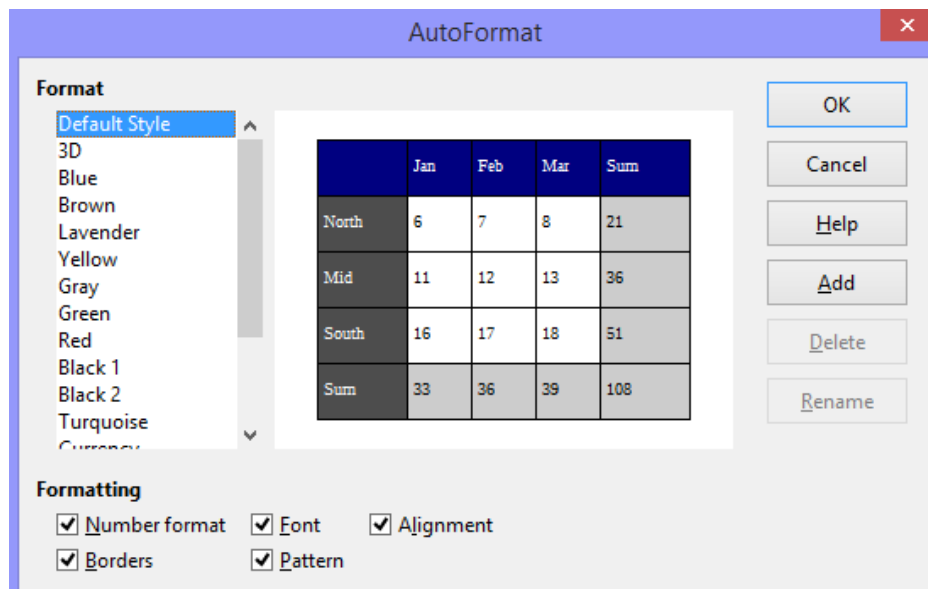 AutoFormat
Format
Default Style
3D
Blue
Brown
Lavender
Yellow
Gray
Green
Red
Black 1
Black 2
Turquoise
Currency
Jan Feb Mar Sum
North 6 7 8 21
Mid 11 12 13 36
South 16 17 18 51
Sum 33 36 39 108
OK
Cancel
Help
Add
Delete
Rename
Formatting
Number format Font Alignment
Borders Pattern